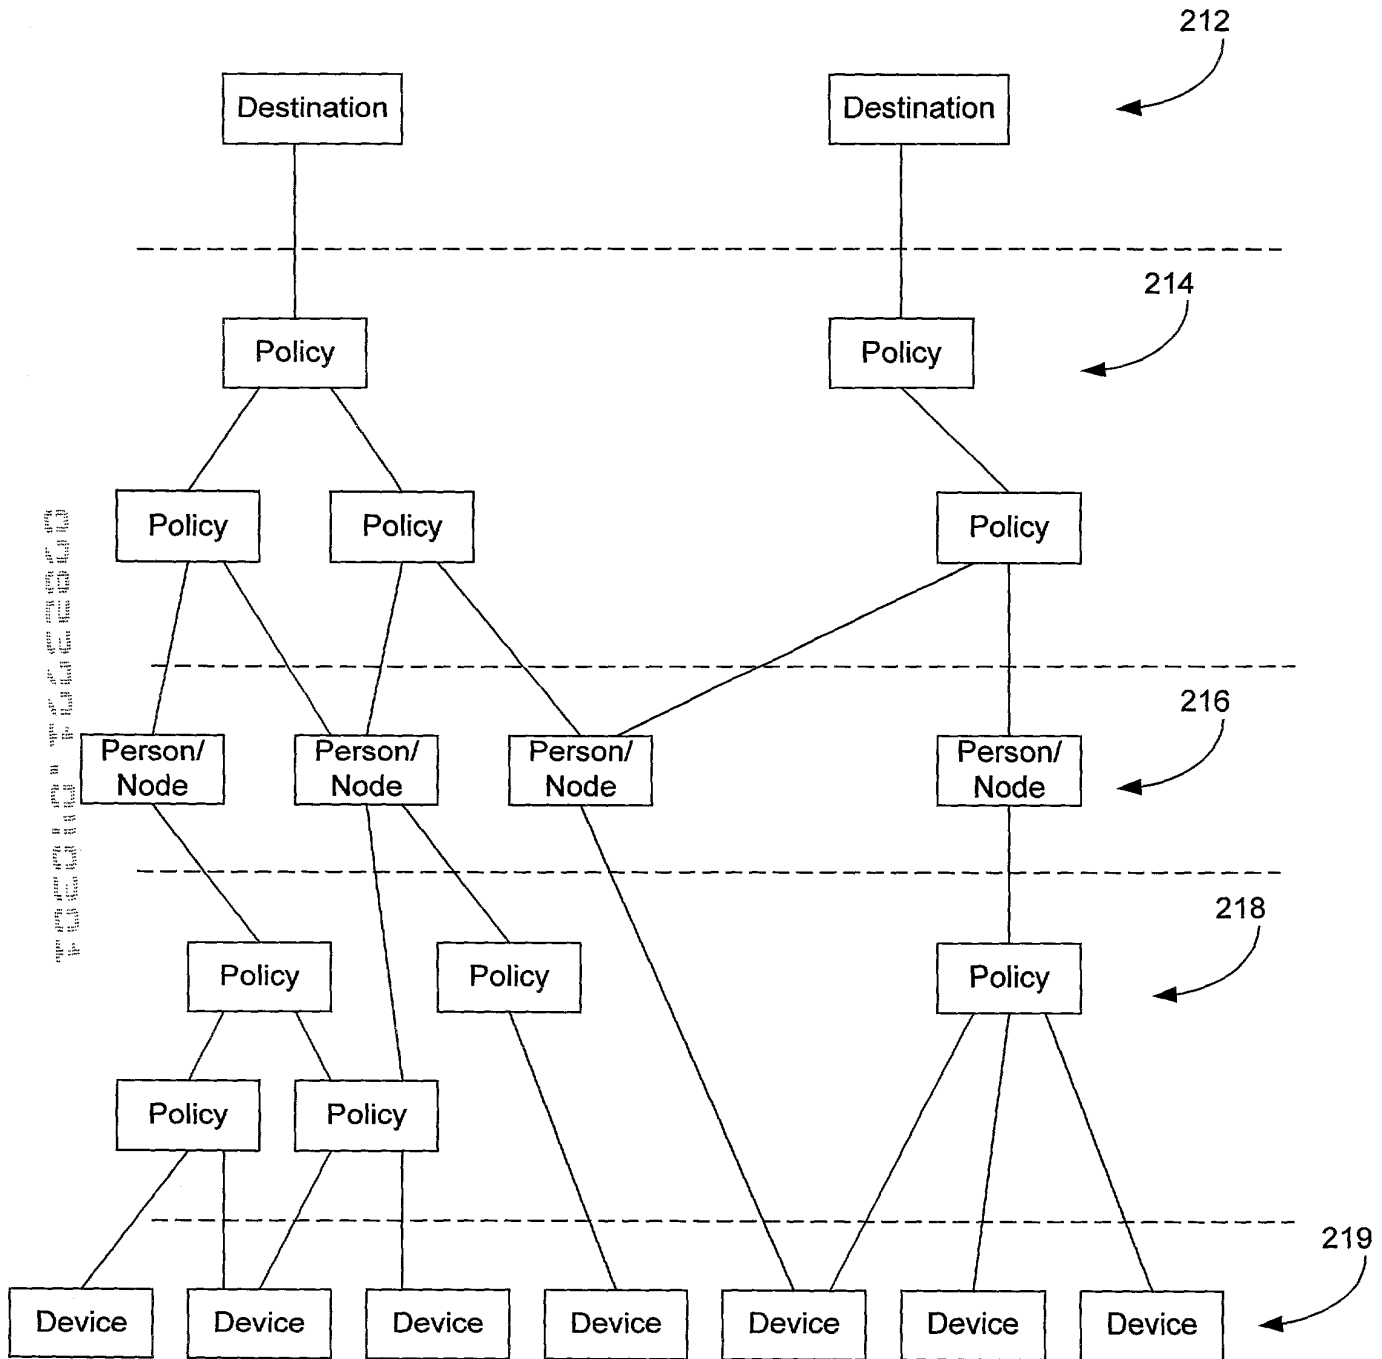 212
Destination Destination
214
Policy Policy
Policy Policy Policy
216
Person/ Person/ Person/ Person/
Node Node Node Node
218
Policy Policy Policy
Policy Policy
219
Device Device Device Device Device Device Device